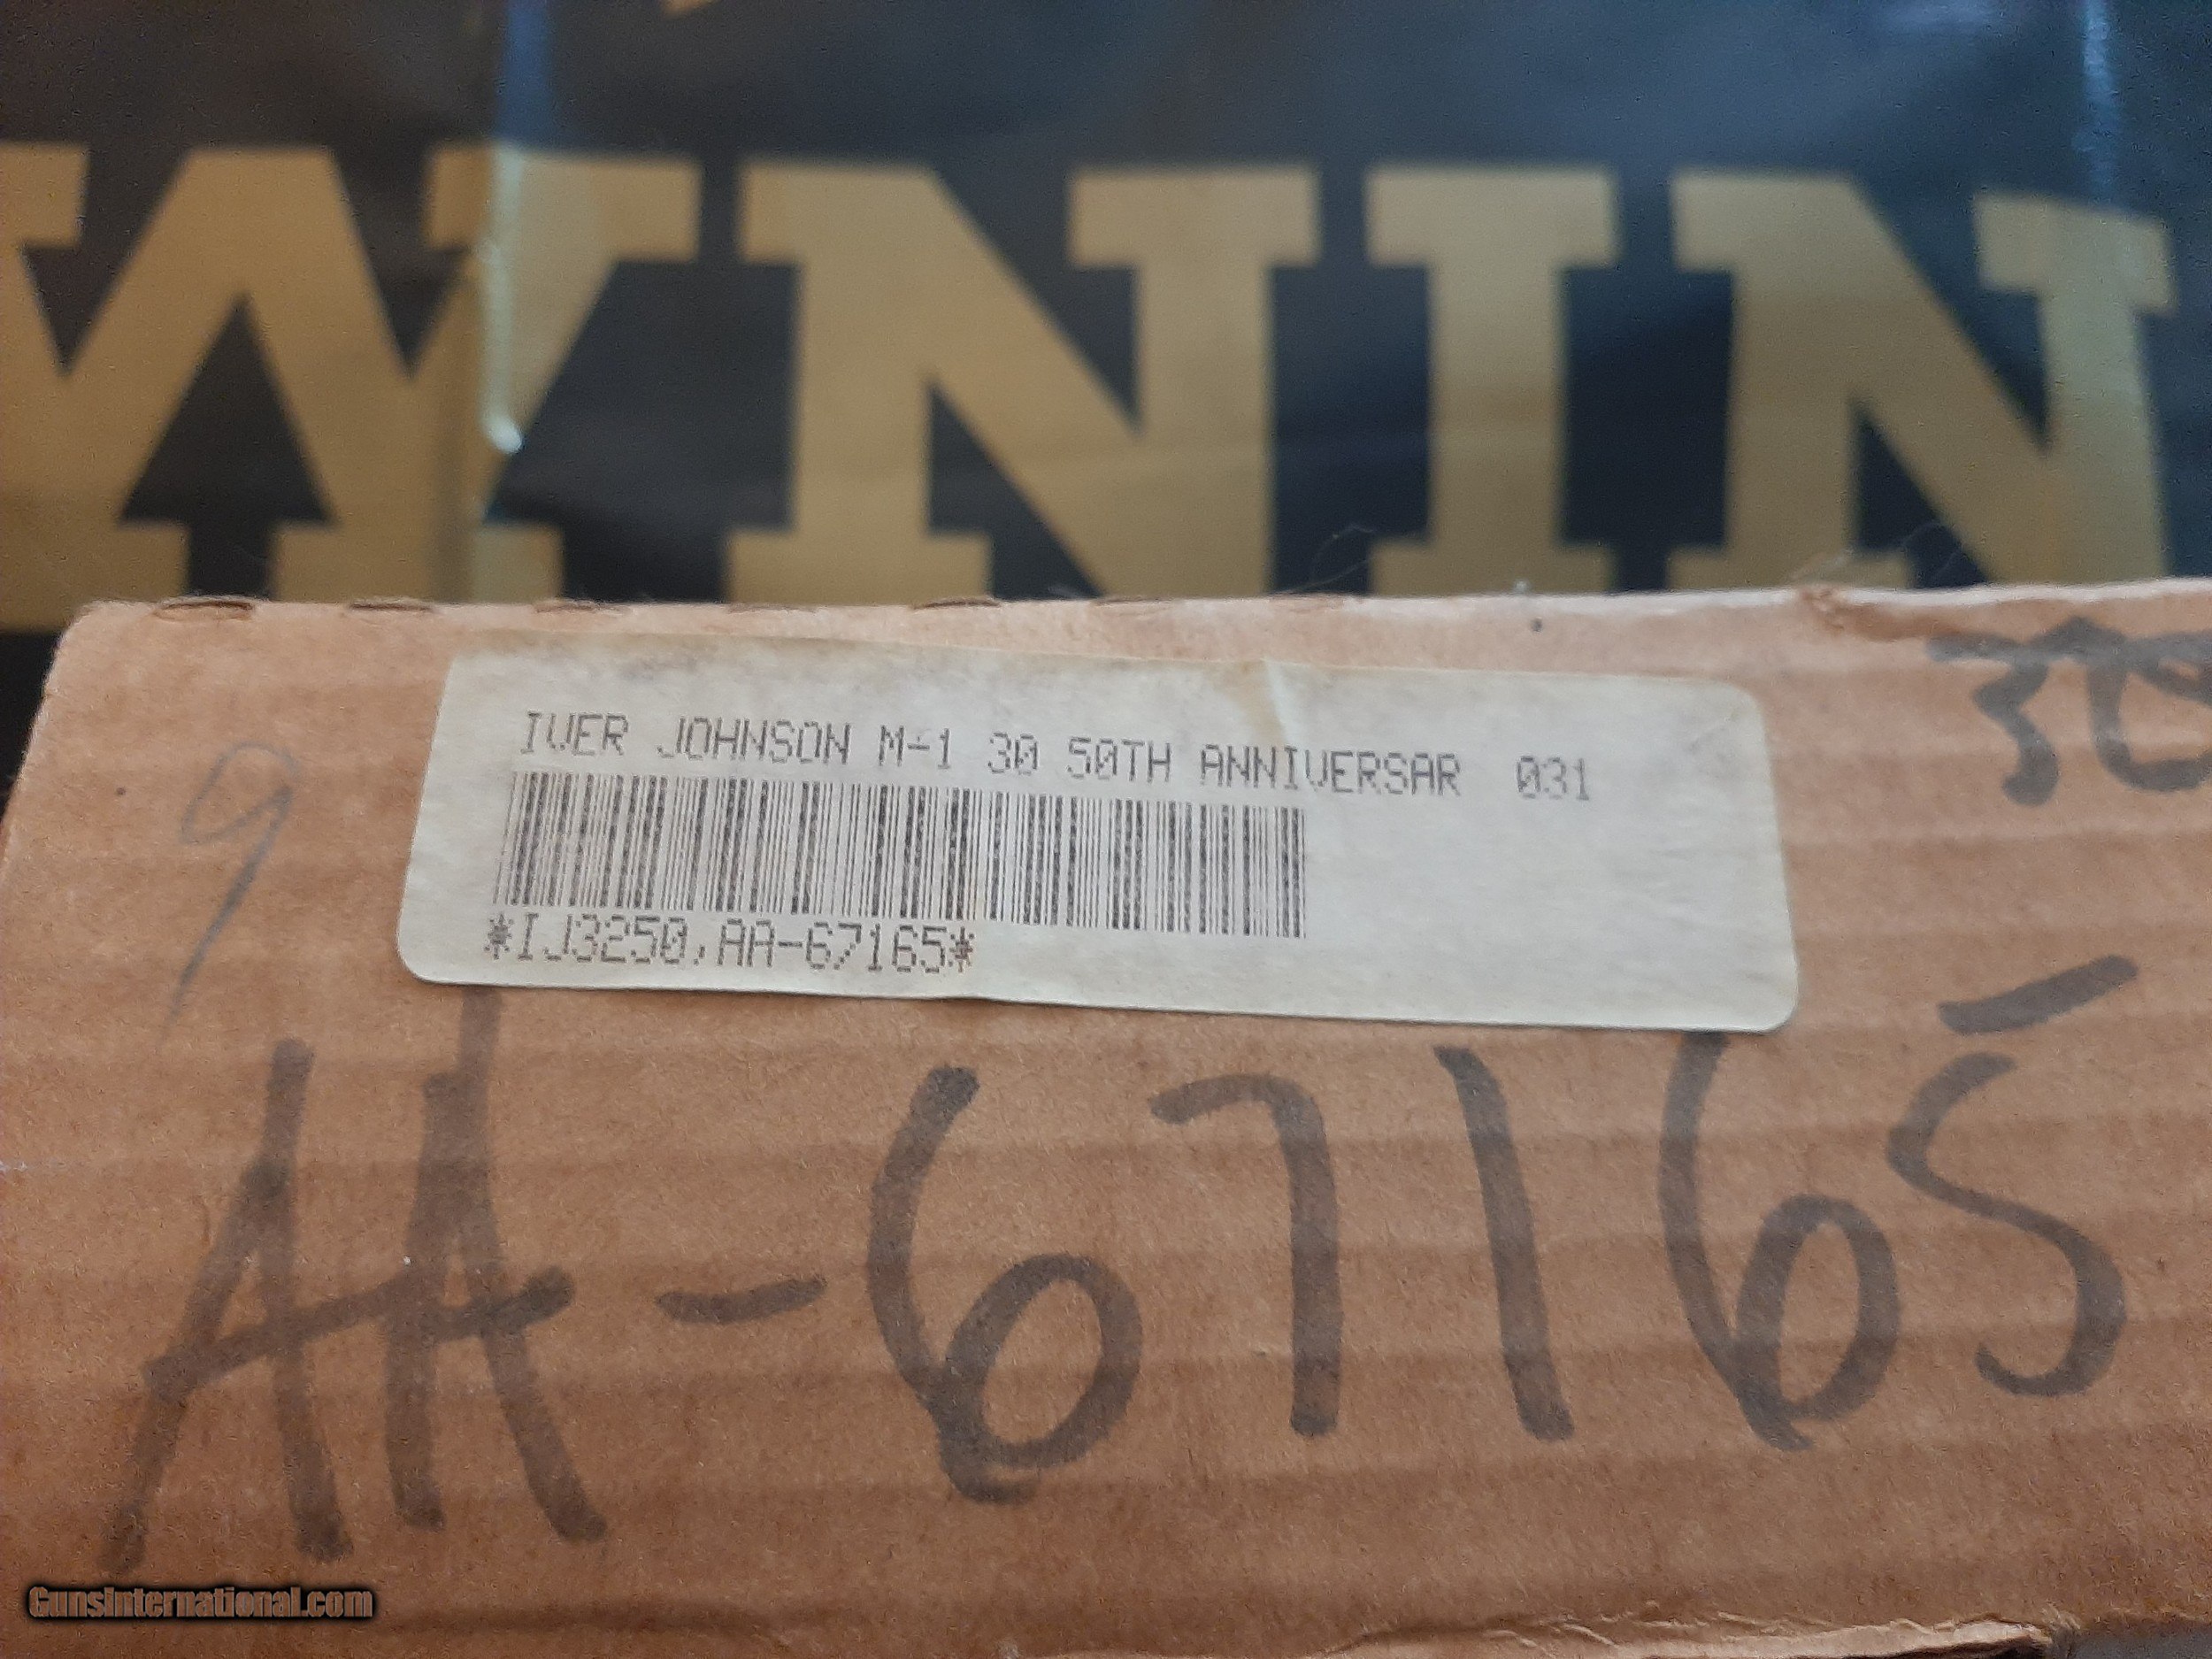 WNIN
IVER JOHNSON M-1 30 50TH ANNIVERSAR 031
*IJ3250,AA-67165*
9
AA-67165
GunsInternational.com